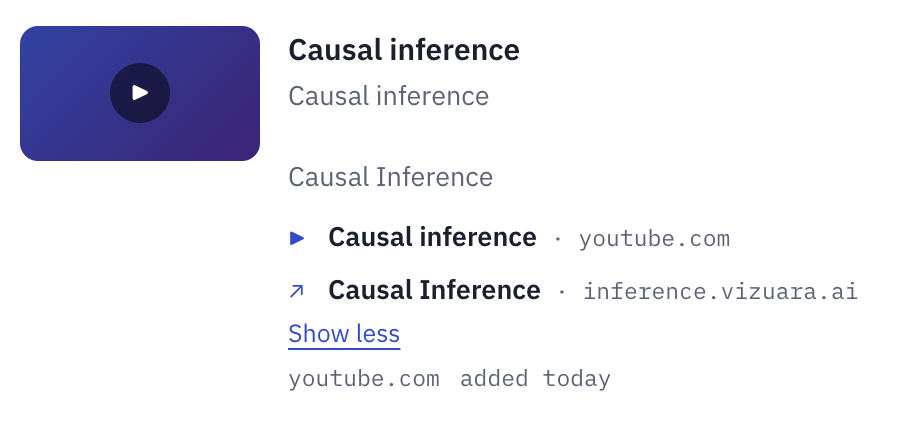 Causal inference
Causal inference
Causal Inference
Causal inference · youtube.com
Causal Inference · inference.vizuara.ai
Show less
youtube.com added today